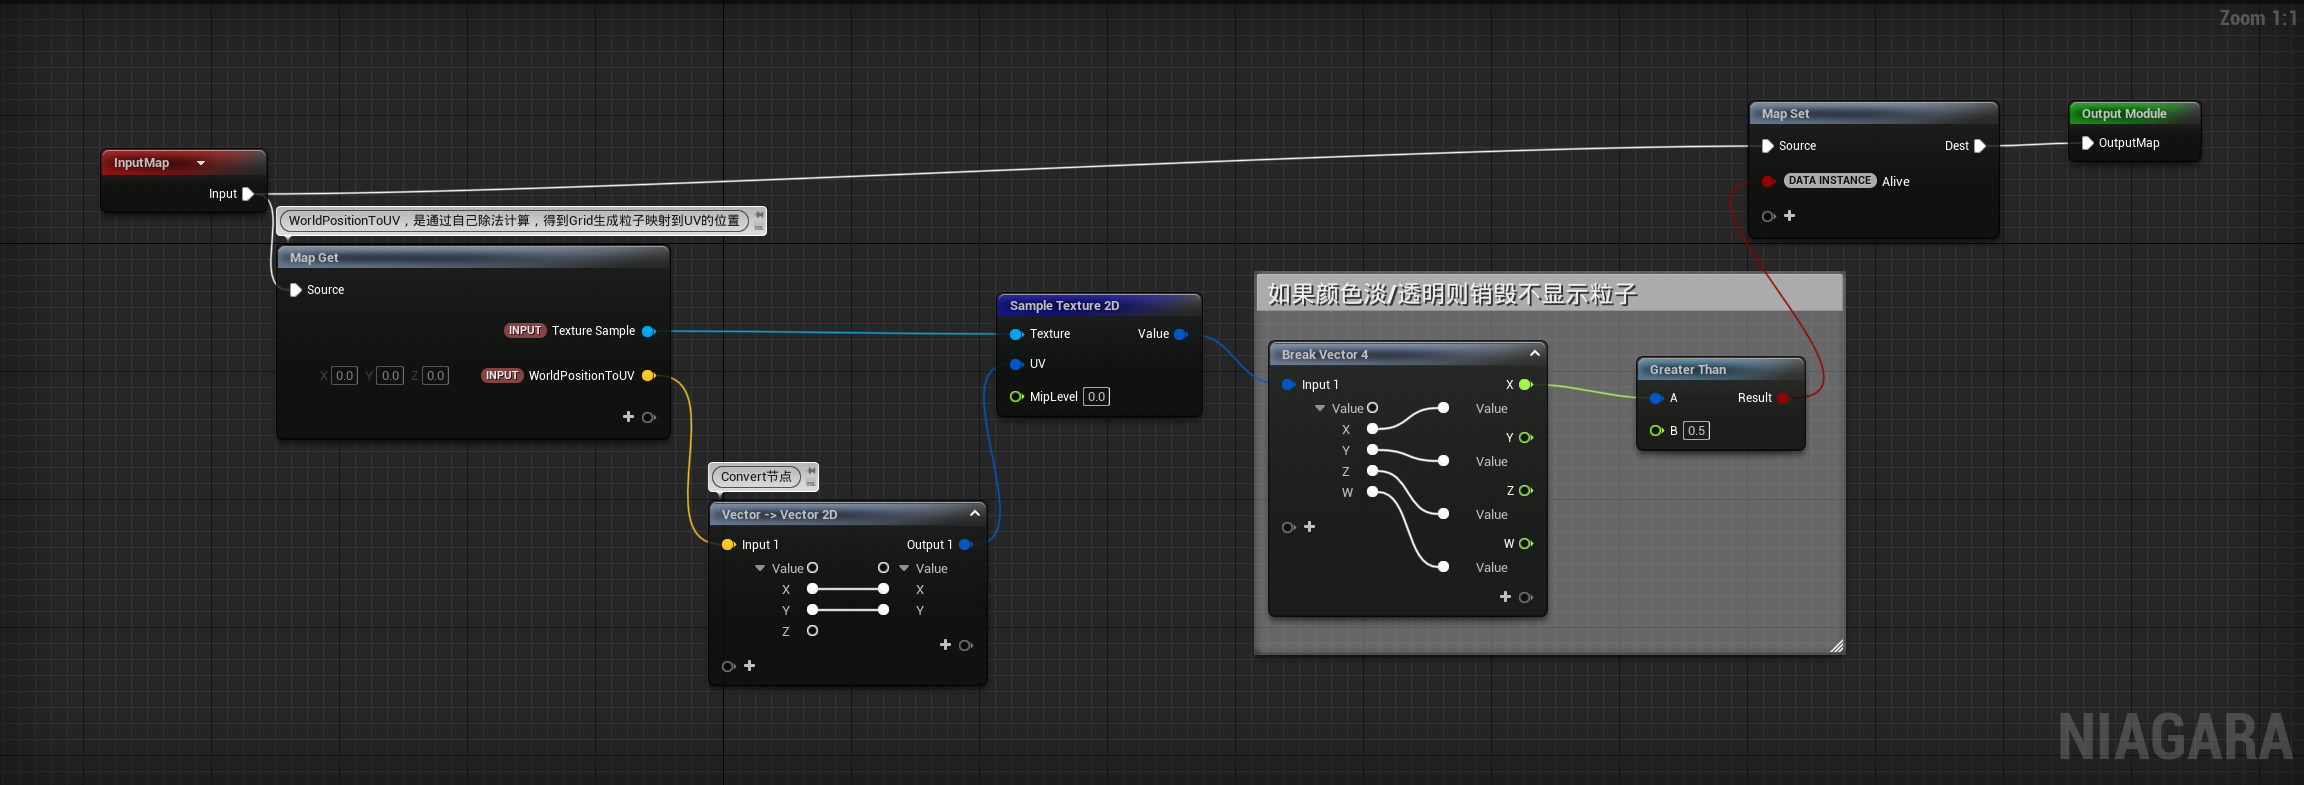 Zoom 1:1
InputMap
Input
WorldPositionToUV，是通过自己除法计算，得到Grid生成粒子映射到UV的位置
Map Get
Source
INPUT Texture Sample
X 0.0 Y 0.0 Z 0.0 INPUT WorldPositionToUV
Convert节点
Vector -> Vector 2D
Input 1 Output 1
Value Value
X X
Y Y
Z
Sample Texture 2D
Texture Value
UV
MipLevel 0.0
如果颜色淡/透明则销毁不显示粒子
Break Vector 4
Input 1 X
Value Value
X
Y
Y Value
Z
Z
W
Value
W
Value
Greater Than
A Result
B 0.5
Map Set
Source Dest
DATA INSTANCE Alive
Output Module
OutputMap
NIAGARA